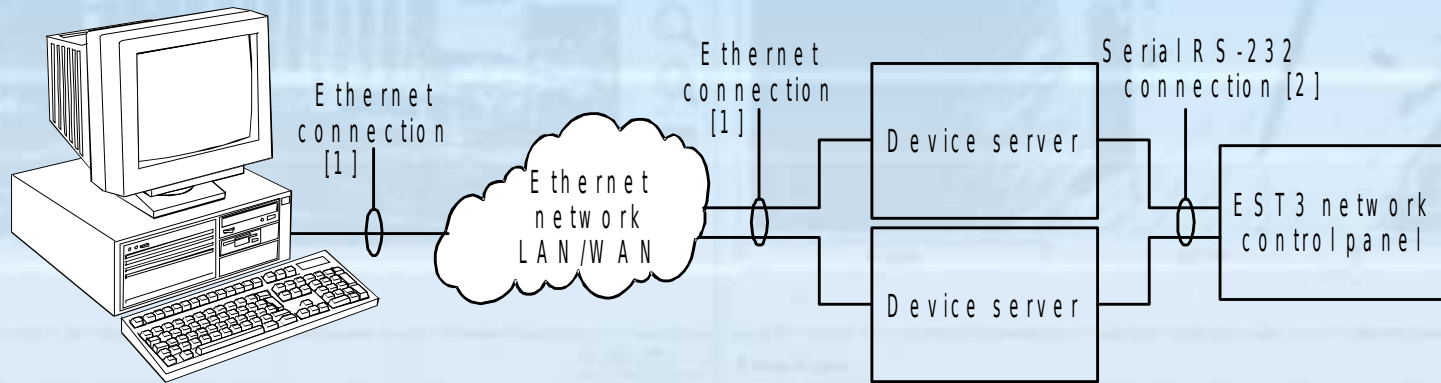 Ethernet
connection
[1]
Ethernet
network
LAN/WAN
Ethernet
connection
[1]
Device server
Device server
Serial RS-232
connection [2]
EST3 network
control panel